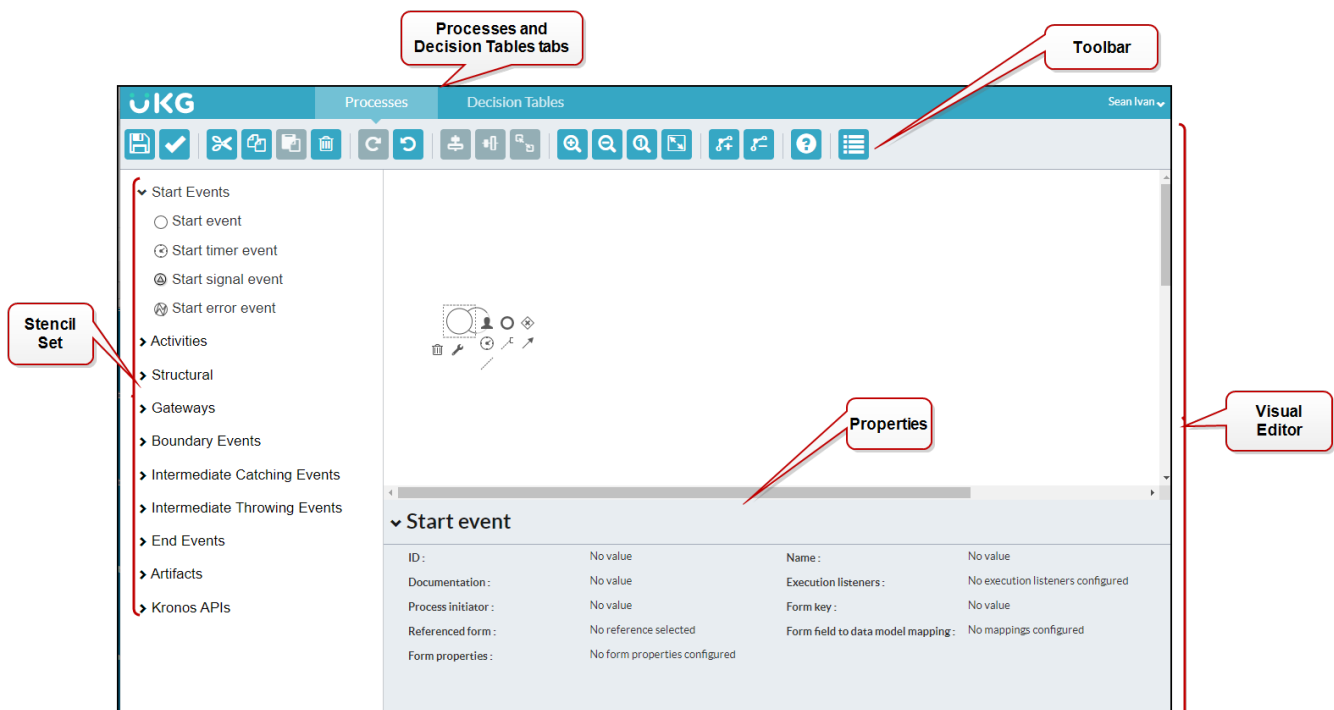 Processes and
Decision Tables tabs
Toolbar
UKG
Processes
Decision Tables
Sean Ivan
Start Events
Start event
Start timer event
Start signal event
Start error event
Activities
Structural
Gateways
Boundary Events
Intermediate Catching Events
Intermediate Throwing Events
End Events
Artifacts
Kronos APIs
Stencil
Set
Properties
Visual
Editor
Start event
ID : No value Name : No value
Documentation : No value Execution listeners : No execution listeners configured
Process initiator : No value Form key : No value
Referenced form : No reference selected Form field to data model mapping : No mappings configured
Form properties : No form properties configured